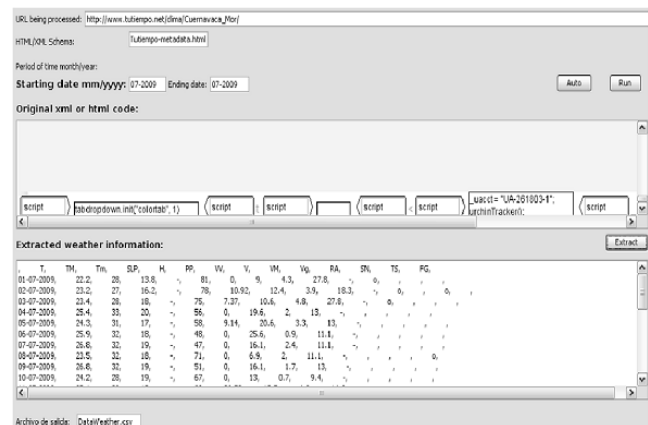 URL being processed: http://www.tutiempo.net/clima/Cuernavaca_Mor/
HTML/XML Schema: Tutiempo-metadata.html
Period of time month/year:
Starting date mm/yyyy: 07-2009 Ending date: 07-2009 Auto Run
Original xml or html code:
script tabdropdown.init("colortab", 1) script script script script _uacct= "UA-261803-1"; script
urchinTracker();
Extracted weather information: Extract
, T, TM, Tm, SLP, H, PP, VV, V, VM, Vg, RA, SN, TS, FG,
01-07-2009, 22.2, 28, 13.8, -, 81, 0, 9, 4.3, 27.8, -, o, , ,
02-07-2009, 23.2, 27, 16.2, -, 78, 10.92, 12.4, 3.9, 18.3, -, o, , o, ,
03-07-2009, 23.4, 28, 18, -, 75, 7.37, 10.6, 4.8, 27.8, -, o, , ,
04-07-2009, 25.4, 33, 20, -, 56, 0, 19.6, 2, 13, -, , , ,
05-07-2009, 24.3, 31, 17, -, 58, 9.14, 20.6, 3.3, 13, -, , , ,
06-07-2009, 25.9, 32, 18, -, 48, 0, 25.6, 0.9, 11.1, -, , , ,
07-07-2009, 26.8, 32, 19, -, 47, 0, 16.1, 2.4, 11.1, -, , , ,
08-07-2009, 23.5, 32, 18, -, 71, 0, 6.9, 2, 11.1, -, , , , o,
09-07-2009, 26.8, 32, 19, -, 51, 0, 16.1, 1.7, 13, -, , , ,
10-07-2009, 24.2, 28, 19, -, 67, 0, 13, 0.7, 9.4, -, , , ,
Archivo de salida: DataWeather.csv